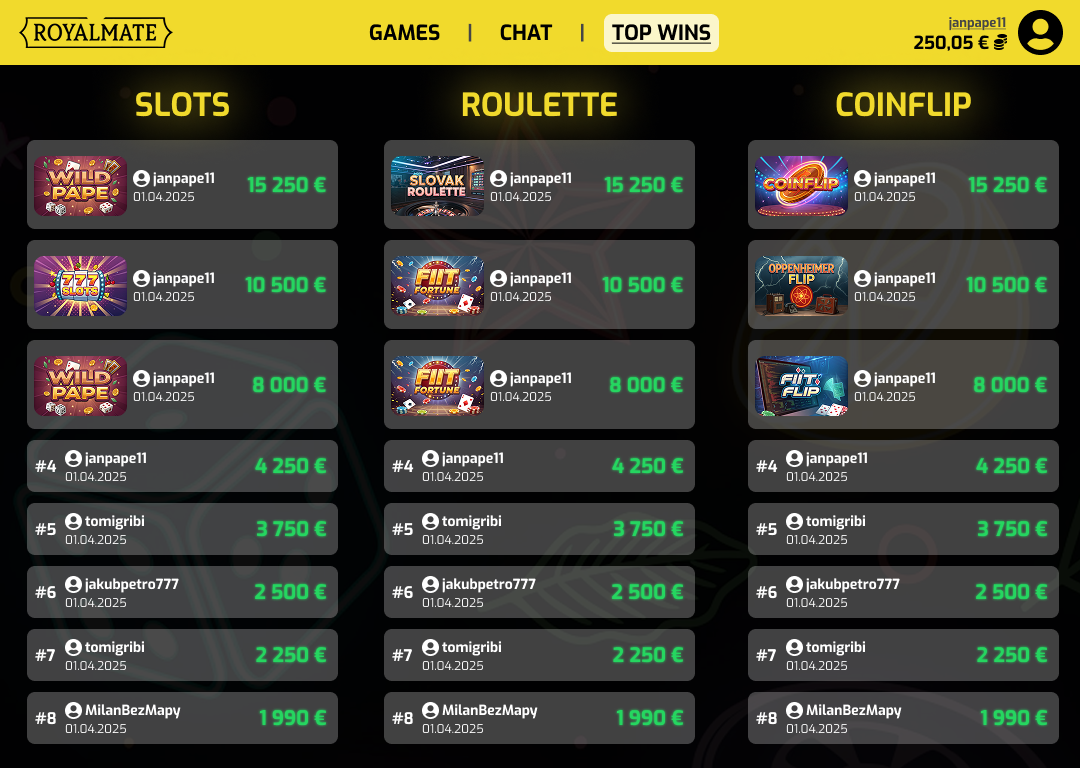 ROYALMATE
GAMES | CHAT | TOP WINS
janpape11
250,05 €
SLOTS
WILD
PAPE
janpape11
01.04.2025
15 250 €
777
SLOTS
janpape11
01.04.2025
10 500 €
WILD
PAPE
janpape11
01.04.2025
8 000 €
#4 janpape11
01.04.2025
4 250 €
#5 tomigribi
01.04.2025
3 750 €
#6 jakubpetro777
01.04.2025
2 500 €
#7 tomigribi
01.04.2025
2 250 €
#8 MilanBezMapy
01.04.2025
1 990 €
ROULETTE
SLOVAK
ROULETTE
janpape11
01.04.2025
15 250 €
FIIT
FORTUNE
janpape11
01.04.2025
10 500 €
FIIT
FORTUNE
janpape11
01.04.2025
8 000 €
#4 janpape11
01.04.2025
4 250 €
#5 tomigribi
01.04.2025
3 750 €
#6 jakubpetro777
01.04.2025
2 500 €
#7 tomigribi
01.04.2025
2 250 €
#8 MilanBezMapy
01.04.2025
1 990 €
COINFLIP
COINFLIP
janpape11
01.04.2025
15 250 €
OPPENHEIMER
FLIP
janpape11
01.04.2025
10 500 €
FIIT
FLIP
janpape11
01.04.2025
8 000 €
#4 janpape11
01.04.2025
4 250 €
#5 tomigribi
01.04.2025
3 750 €
#6 jakubpetro777
01.04.2025
2 500 €
#7 tomigribi
01.04.2025
2 250 €
#8 MilanBezMapy
01.04.2025
1 990 €